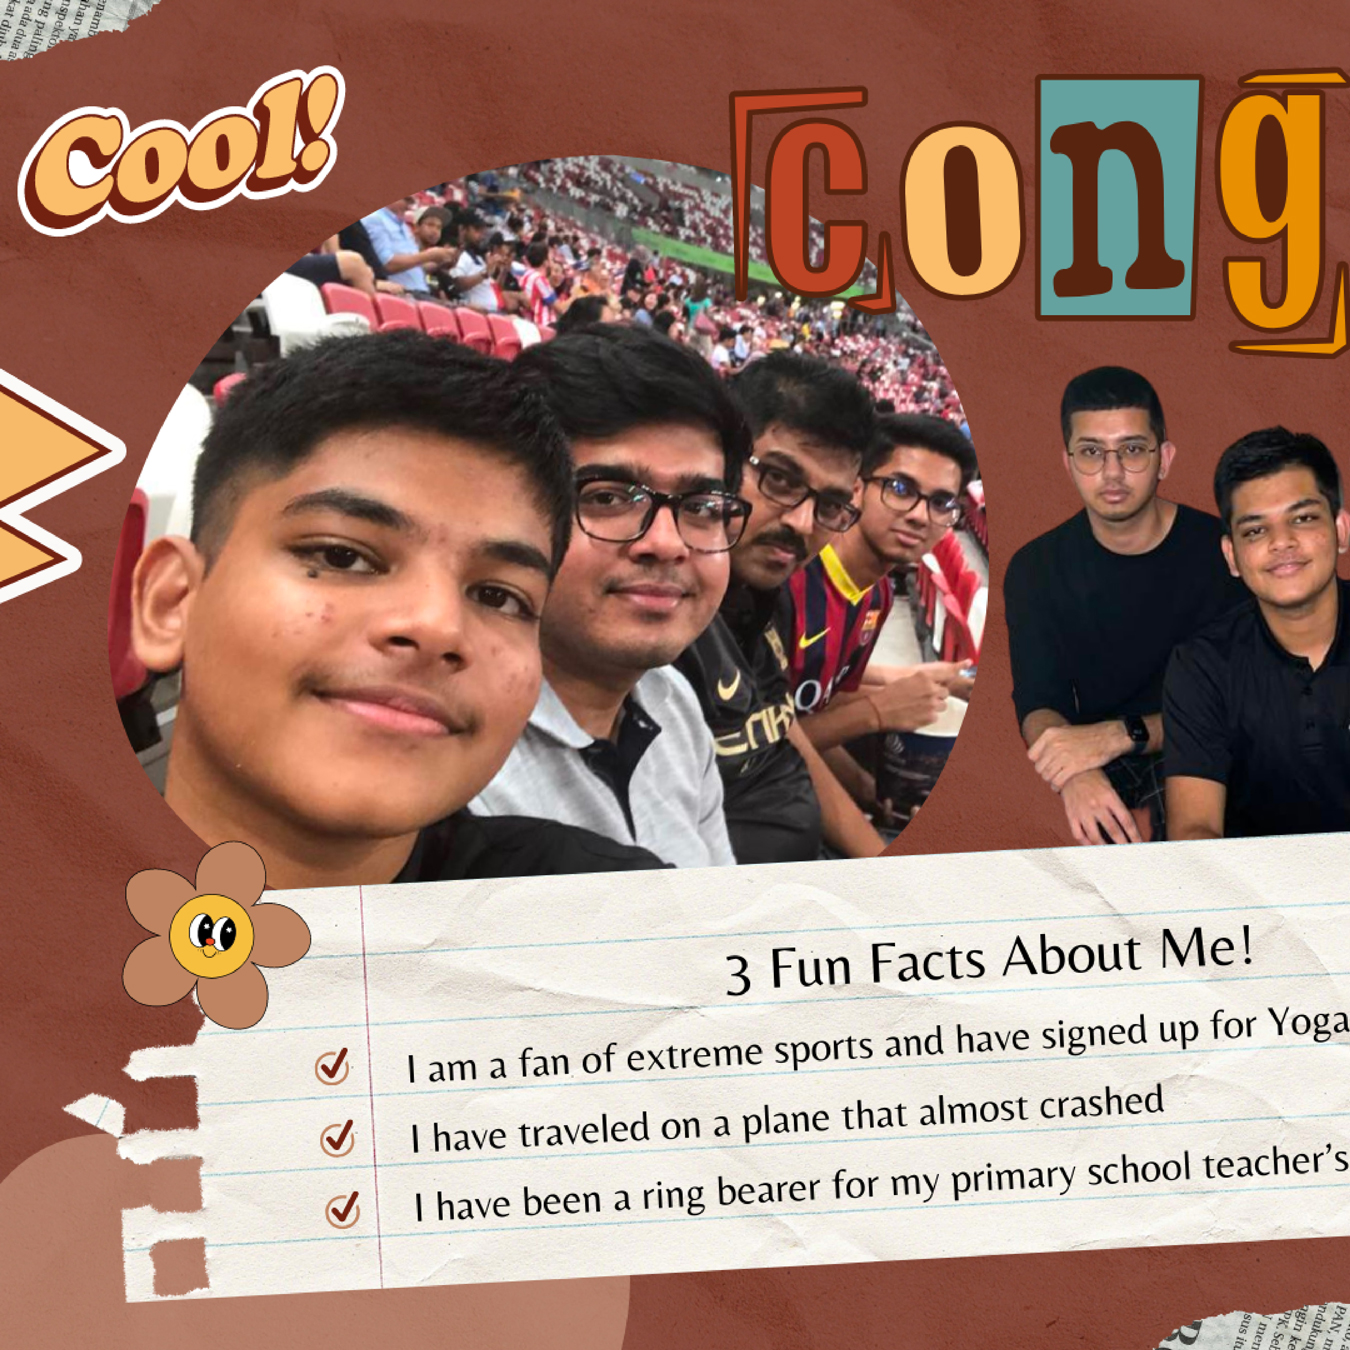 Cool!
cong
3 Fun Facts About Me!
I am a fan of extreme sports and have signed up for Yoga
I have traveled on a plane that almost crashed
I have been a ring bearer for my primary school teacher's